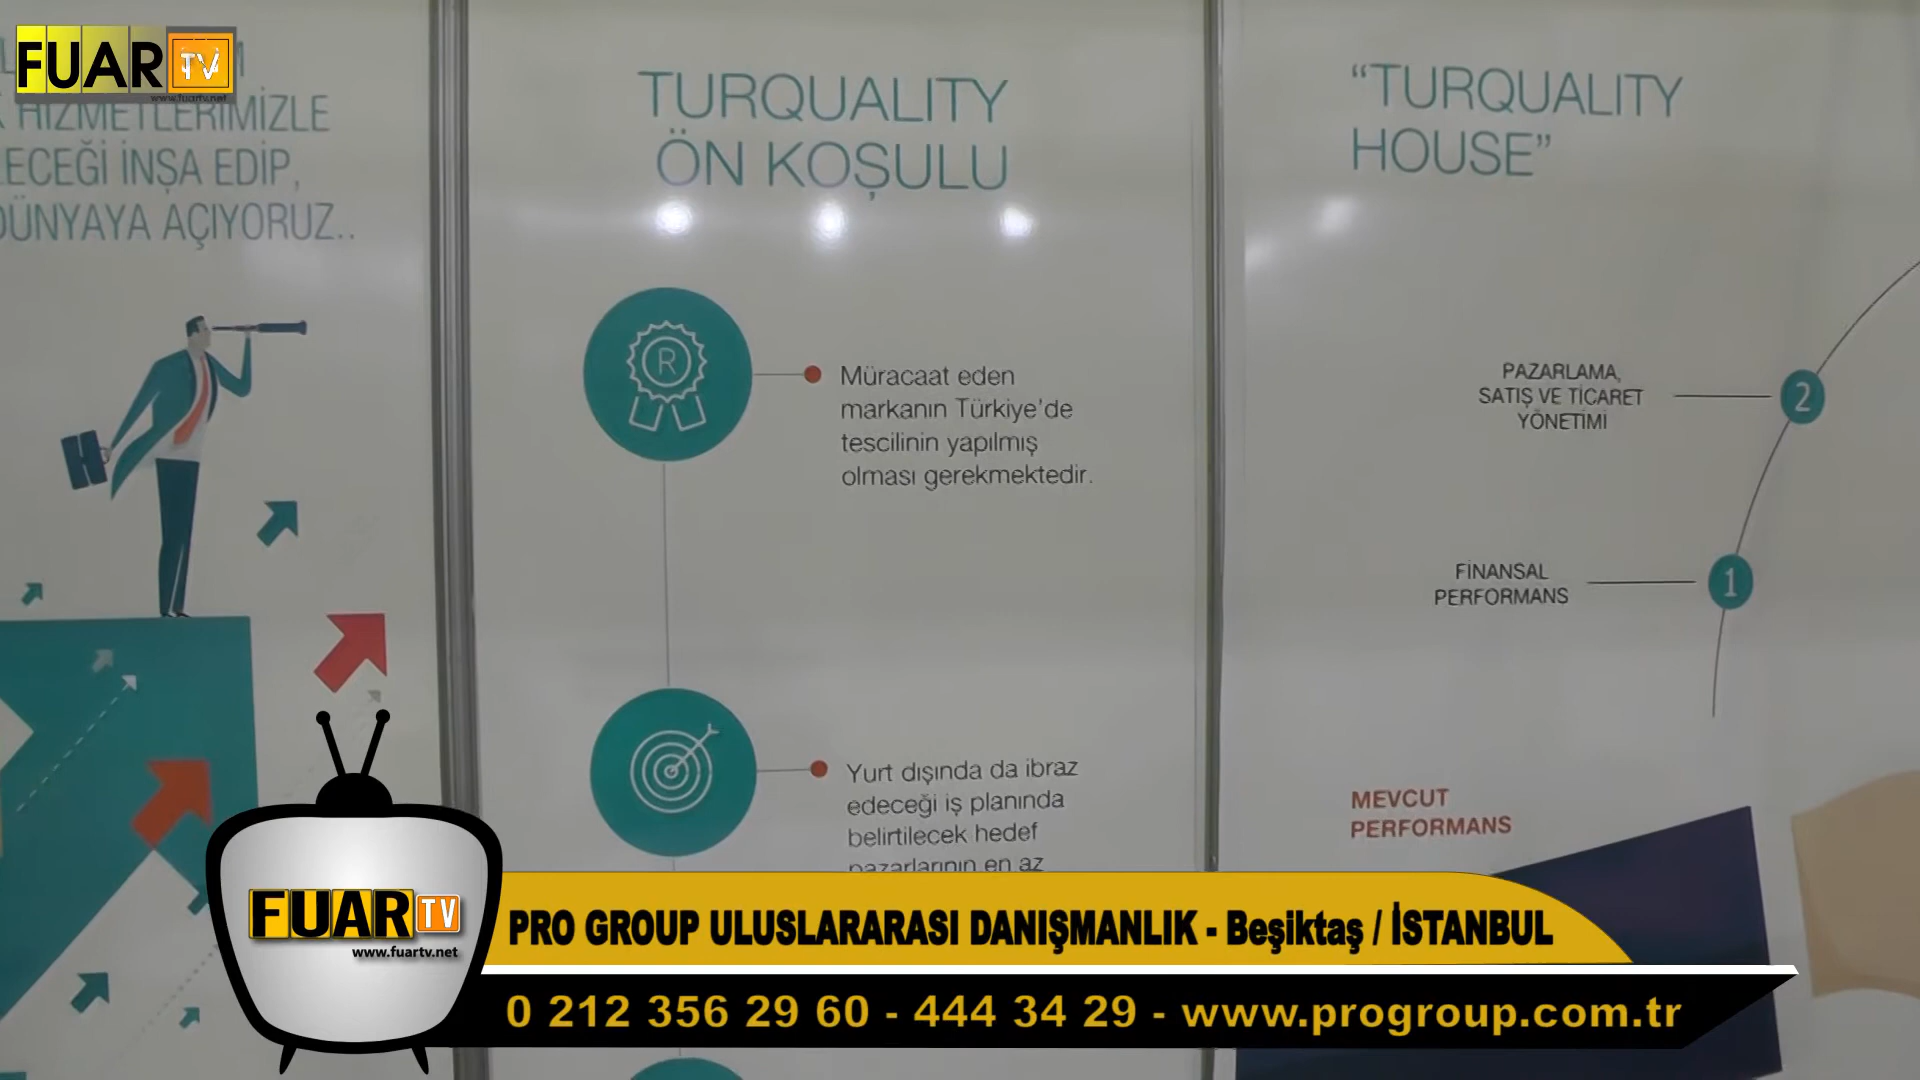 FUAR TV
www.fuartv.net
HİZMETLERİMİZLE
İNŞA EDİP,
DÜNYAYA AÇIYORUZ..
TURQUALITY
ÖN KOŞULU
R
Müracaat eden
markanın Türkiye'de
tescilinin yapılmış
olması gerekmektedir.
Yurt dışında da ibraz
edeceği iş planında
belirtilecek hedef
pazarlarının en az
“TURQUALITY
HOUSE”
PAZARLAMA,
SATIŞ VE TİCARET
YÖNETİMİ
2
FİNANSAL
PERFORMANS
1
MEVCUT
PERFORMANS
FUAR TV
www.fuartv.net
PRO GROUP ULUSLARARASI DANIŞMANLIK - Beşiktaş / İSTANBUL
0 212 356 29 60 - 444 34 29 - www.progroup.com.tr